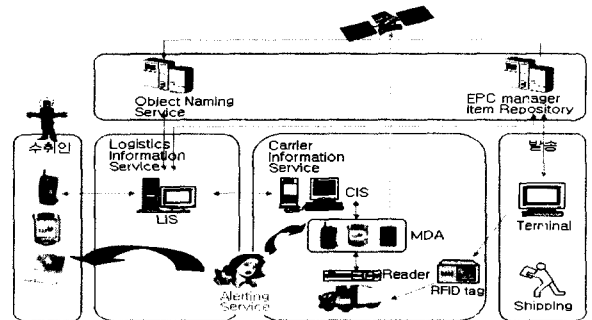 Object Naming
Service
EPC manager
Item Repository
수취인
Logistics
Information
Service
LIS
Carrier
Information
Service
CIS
MDA
Reader
RFID tag
Alerting
Service
발송
Terminal
Shipping